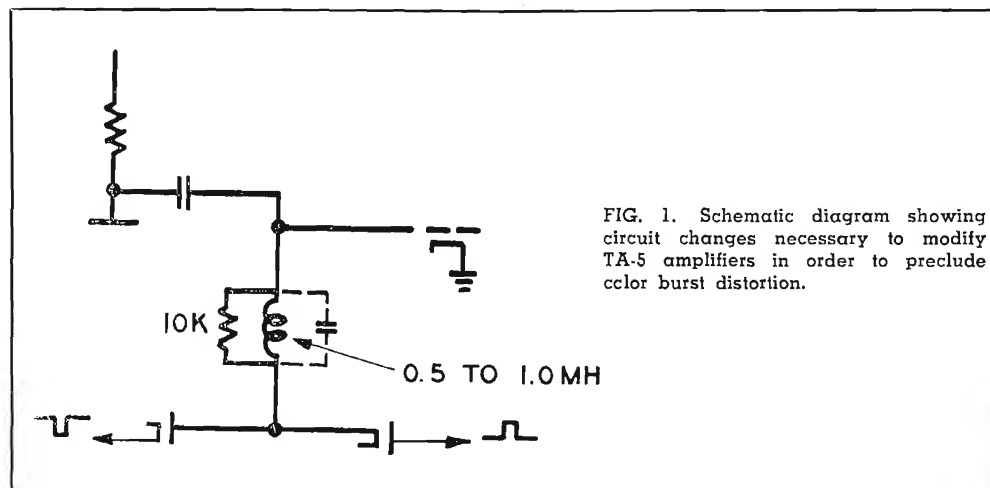 FIG. 1. Schematic diagram showing
circuit changes necessary to modify
TA-5 amplifiers in order to preclude
cclor burst distortion.
10K
0.5 TO 1.0 MH